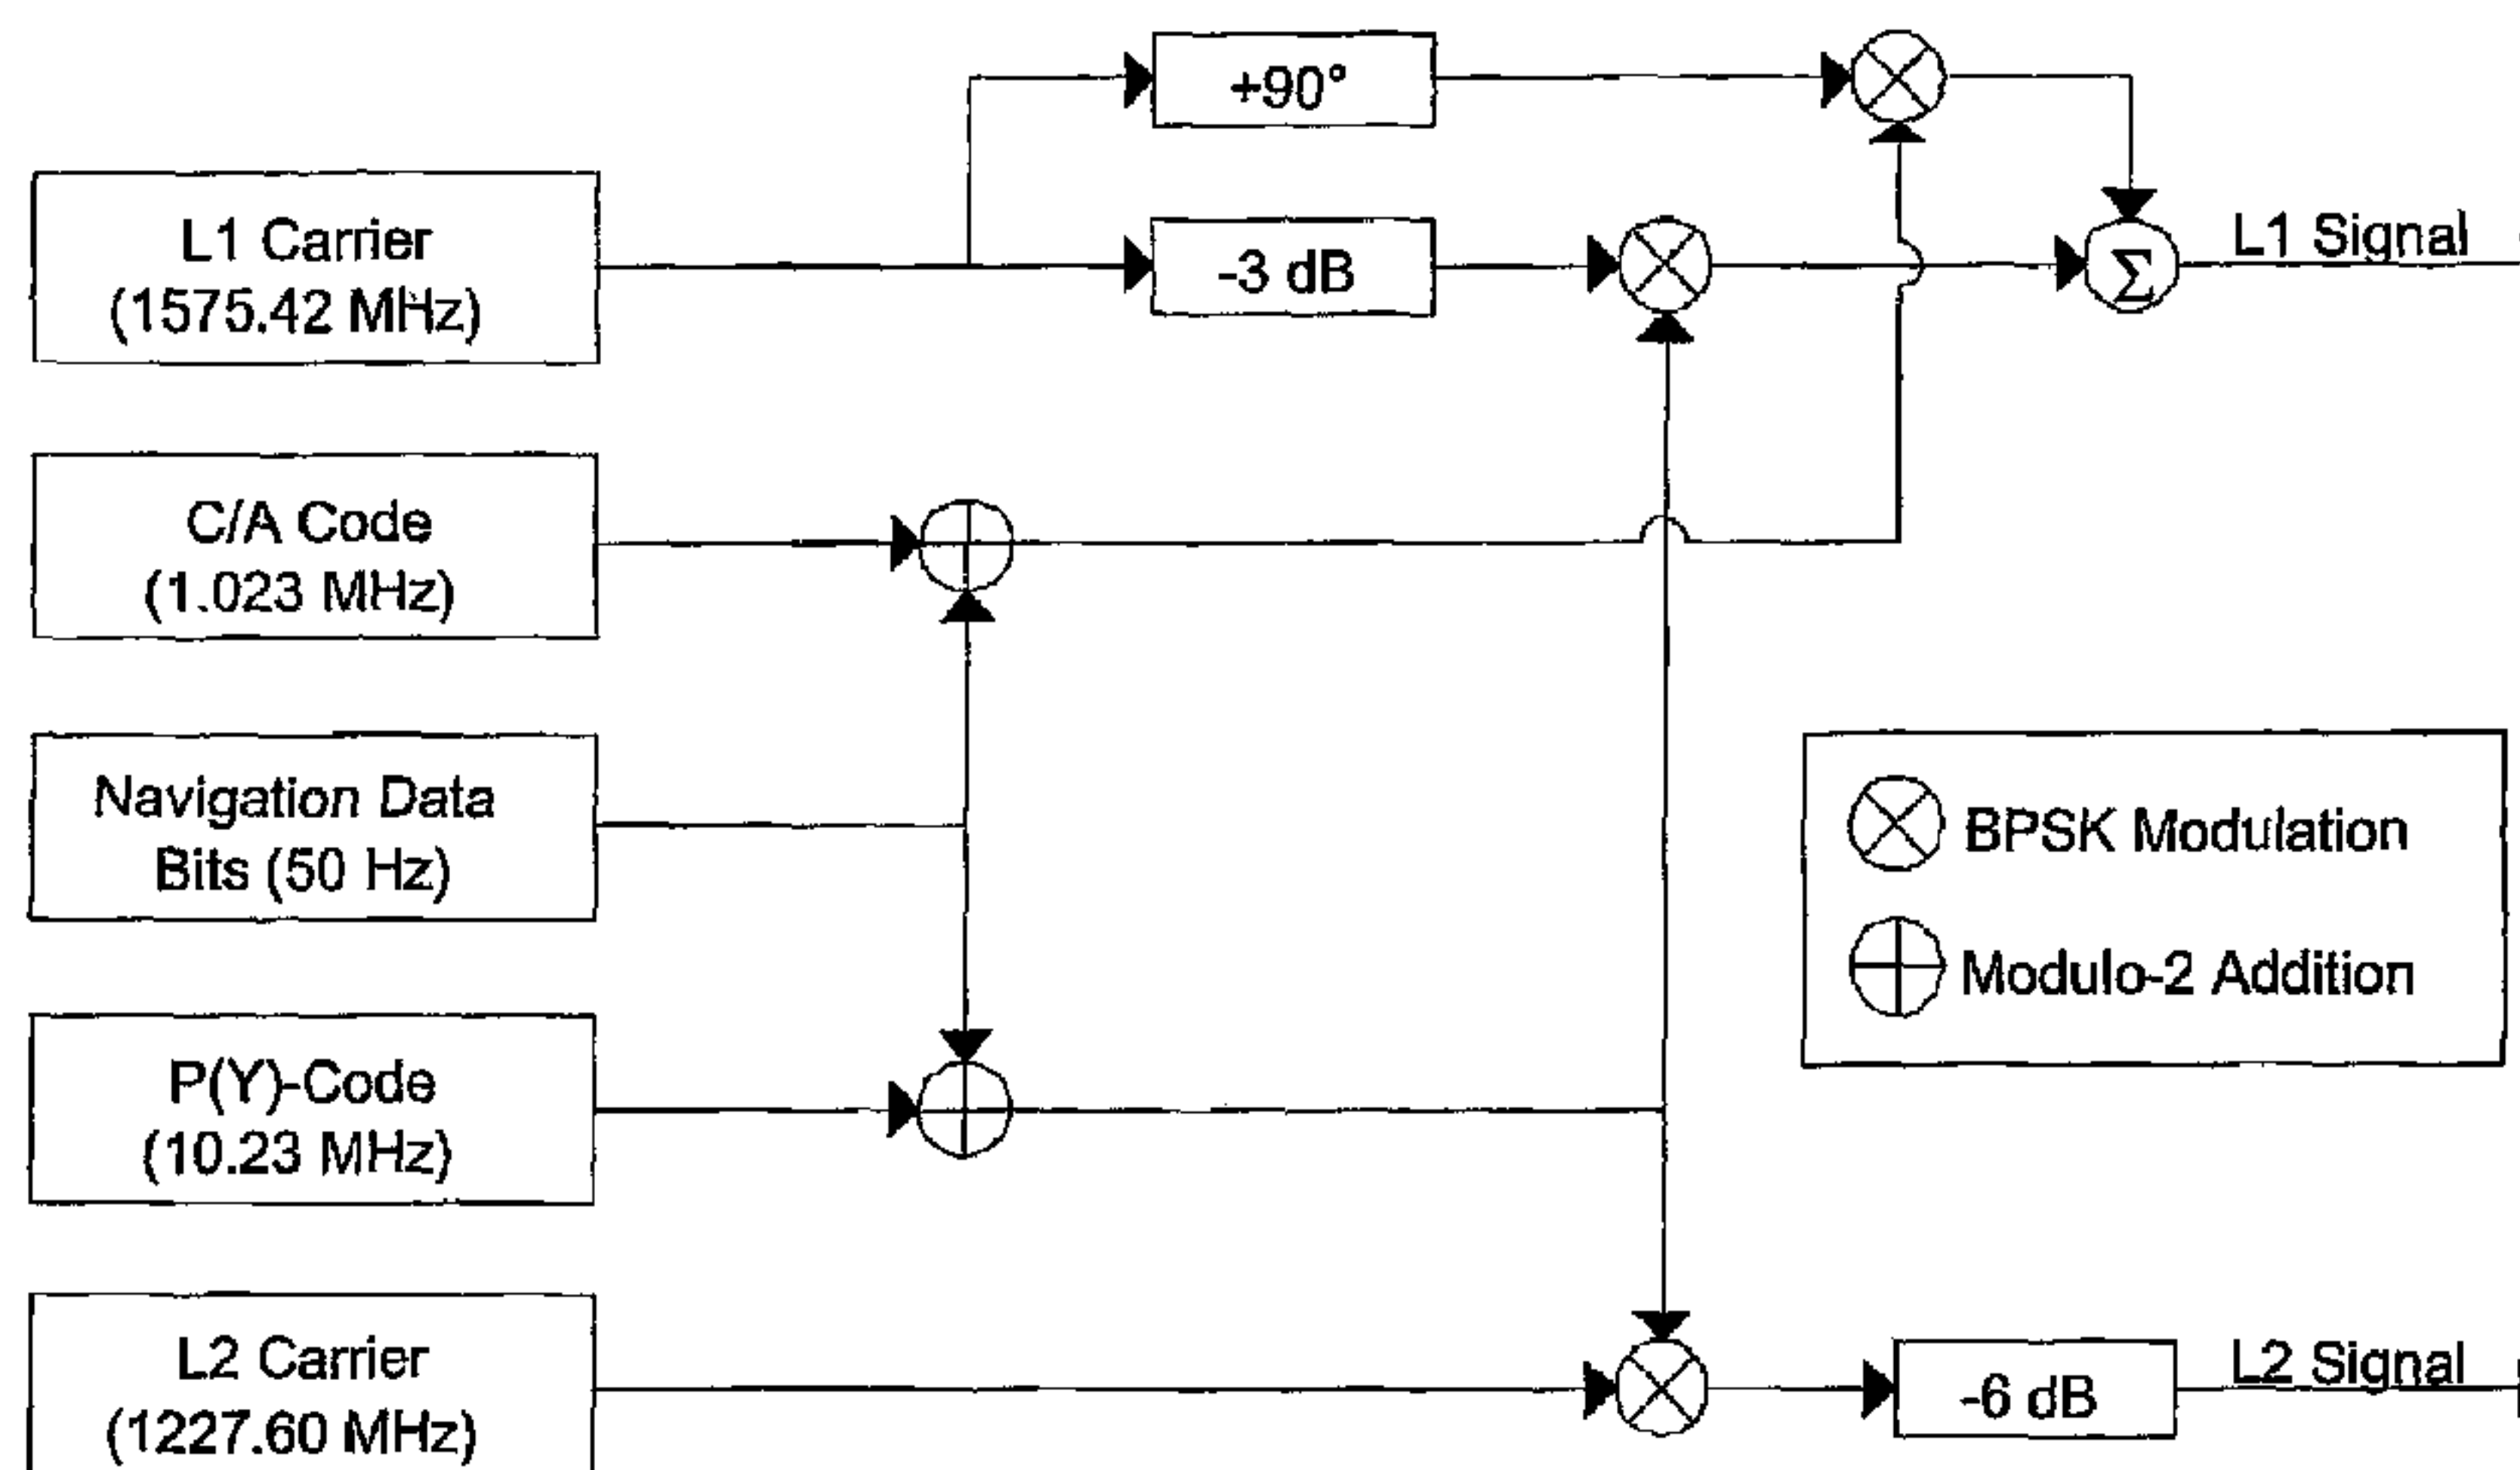 +90°
L1 Carrier
(1575.42 MHz)
-3 dB
Σ
L1 Signal
C/A Code
(1.023 MHz)
Navigation Data
Bits (50 Hz)
BPSK Modulation
Modulo-2 Addition
P(Y)-Code
(10.23 MHz)
L2 Carrier
(1227.60 MHz)
-6 dB
L2 Signal